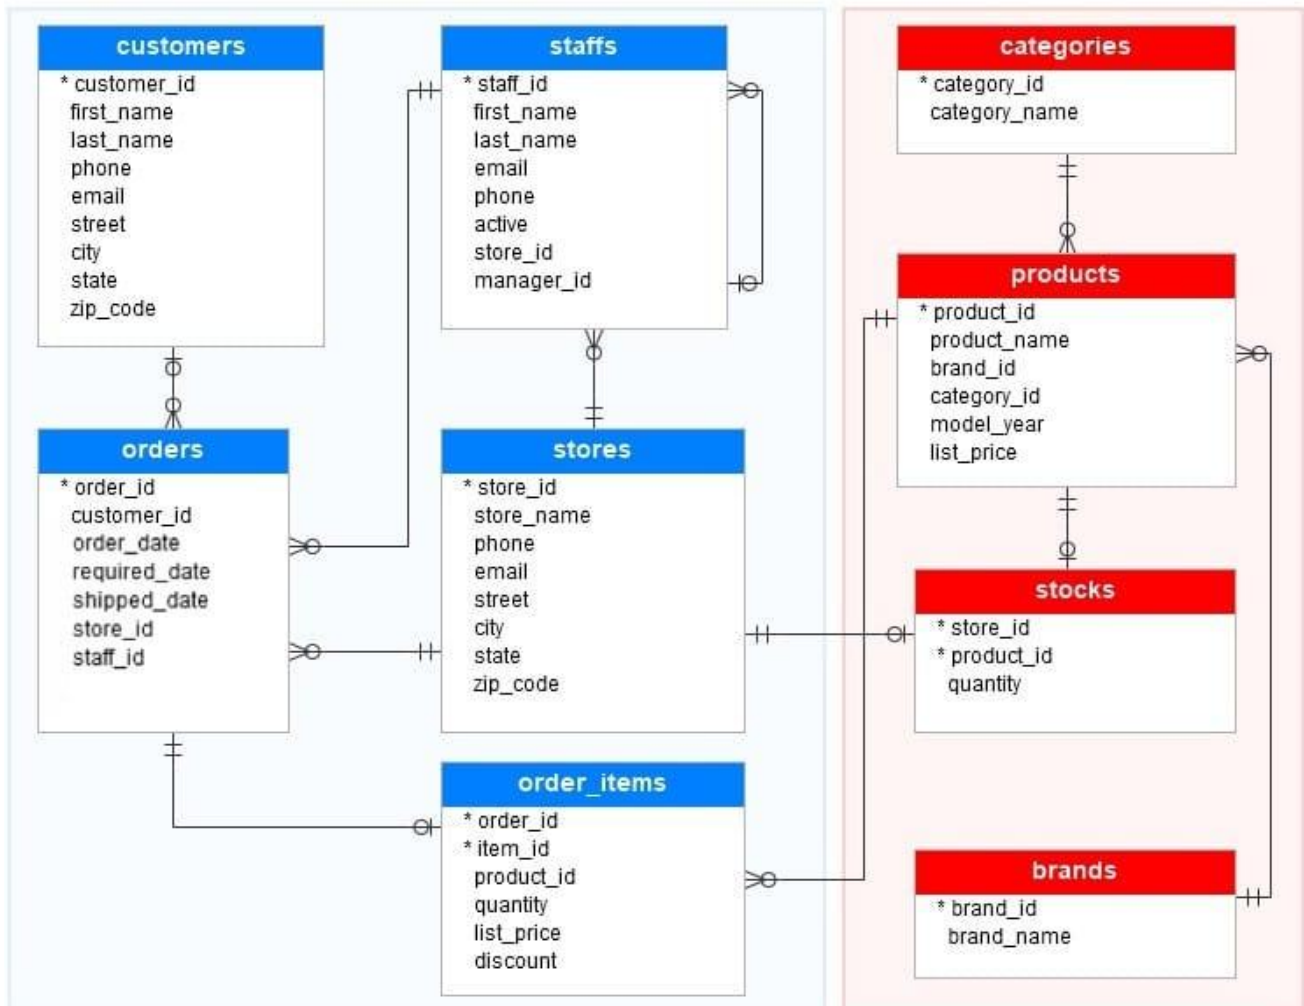 customers
* customer_id
first_name
last_name
phone
email
street
city
state
zip_code
staffs
* staff_id
first_name
last_name
email
phone
active
store_id
manager_id
categories
* category_id
category_name
products
* product_id
product_name
brand_id
category_id
model_year
list_price
orders
* order_id
customer_id
order_date
required_date
shipped_date
store_id
staff_id
stores
* store_id
store_name
phone
email
street
city
state
zip_code
stocks
* store_id
* product_id
quantity
order_items
* order_id
* item_id
product_id
quantity
list_price
discount
brands
* brand_id
brand_name